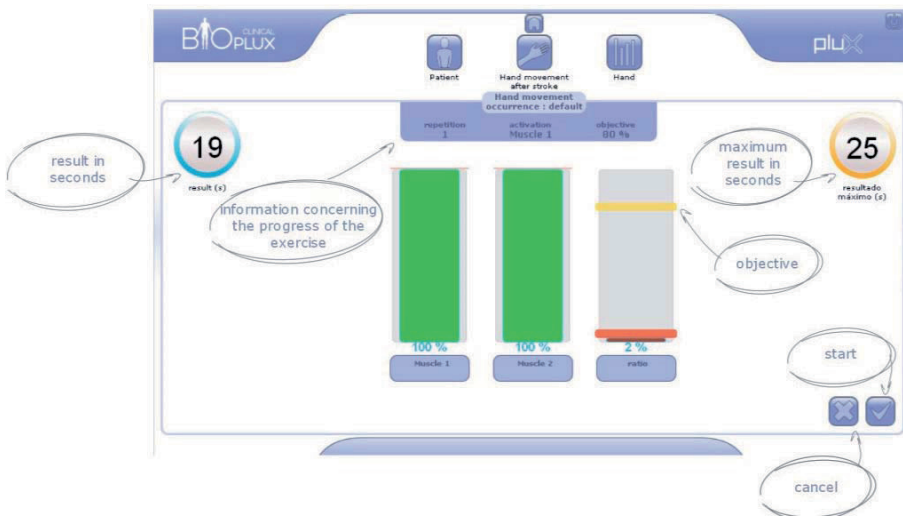 CLINICAL
BIOPLUX
plux
Patient
Hand movement
after stroke
Hand
Hand movement
occurrence : default
repetition
1
activation
Muscle 1
objective
80 %
19
result (s)
25
resultado
máximo (s)
result in
seconds
maximum
result in
seconds
information concerning
the progress of the
exercise
objective
100 %
100 %
2 %
Muscle 1
Muscle 2
ratio
start
cancel